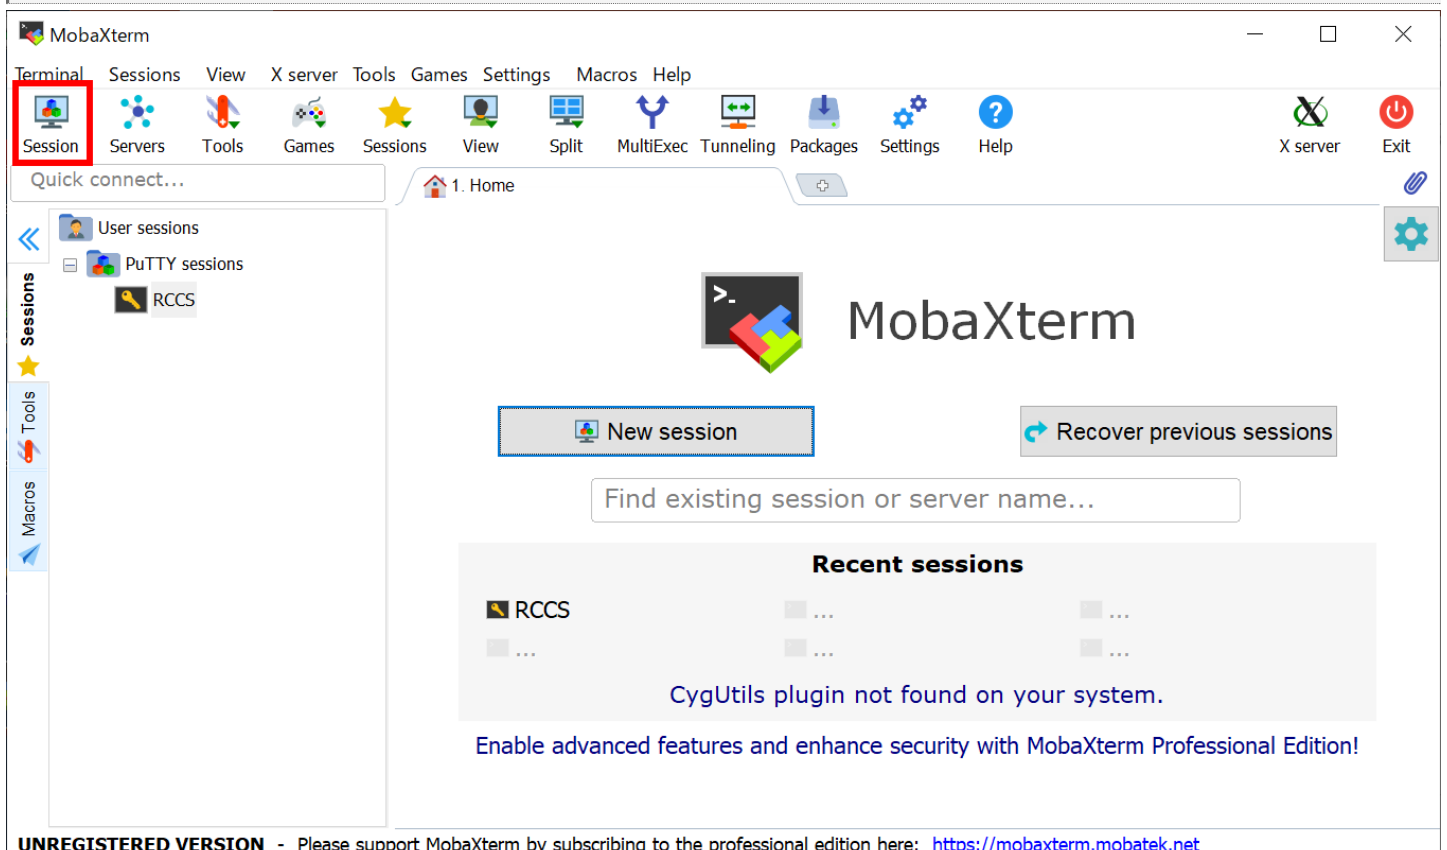 MobaXterm
Terminal Sessions View X server Tools Games Settings Macros Help
Session Servers Tools Games Sessions View Split MultiExec Tunneling Packages Settings Help X server Exit
Quick connect...
1. Home
User sessions
PuTTY sessions
RCCS
Sessions
Tools
Macros
>_
MobaXterm
New session
Recover previous sessions
Find existing session or server name...
Recent sessions
RCCS ... ...
... ... ...
CygUtils plugin not found on your system.
Enable advanced features and enhance security with MobaXterm Professional Edition!
UNREGISTERED VERSION - Please support MobaXterm by subscribing to the professional edition here: https://mobaxterm.mobatek.net